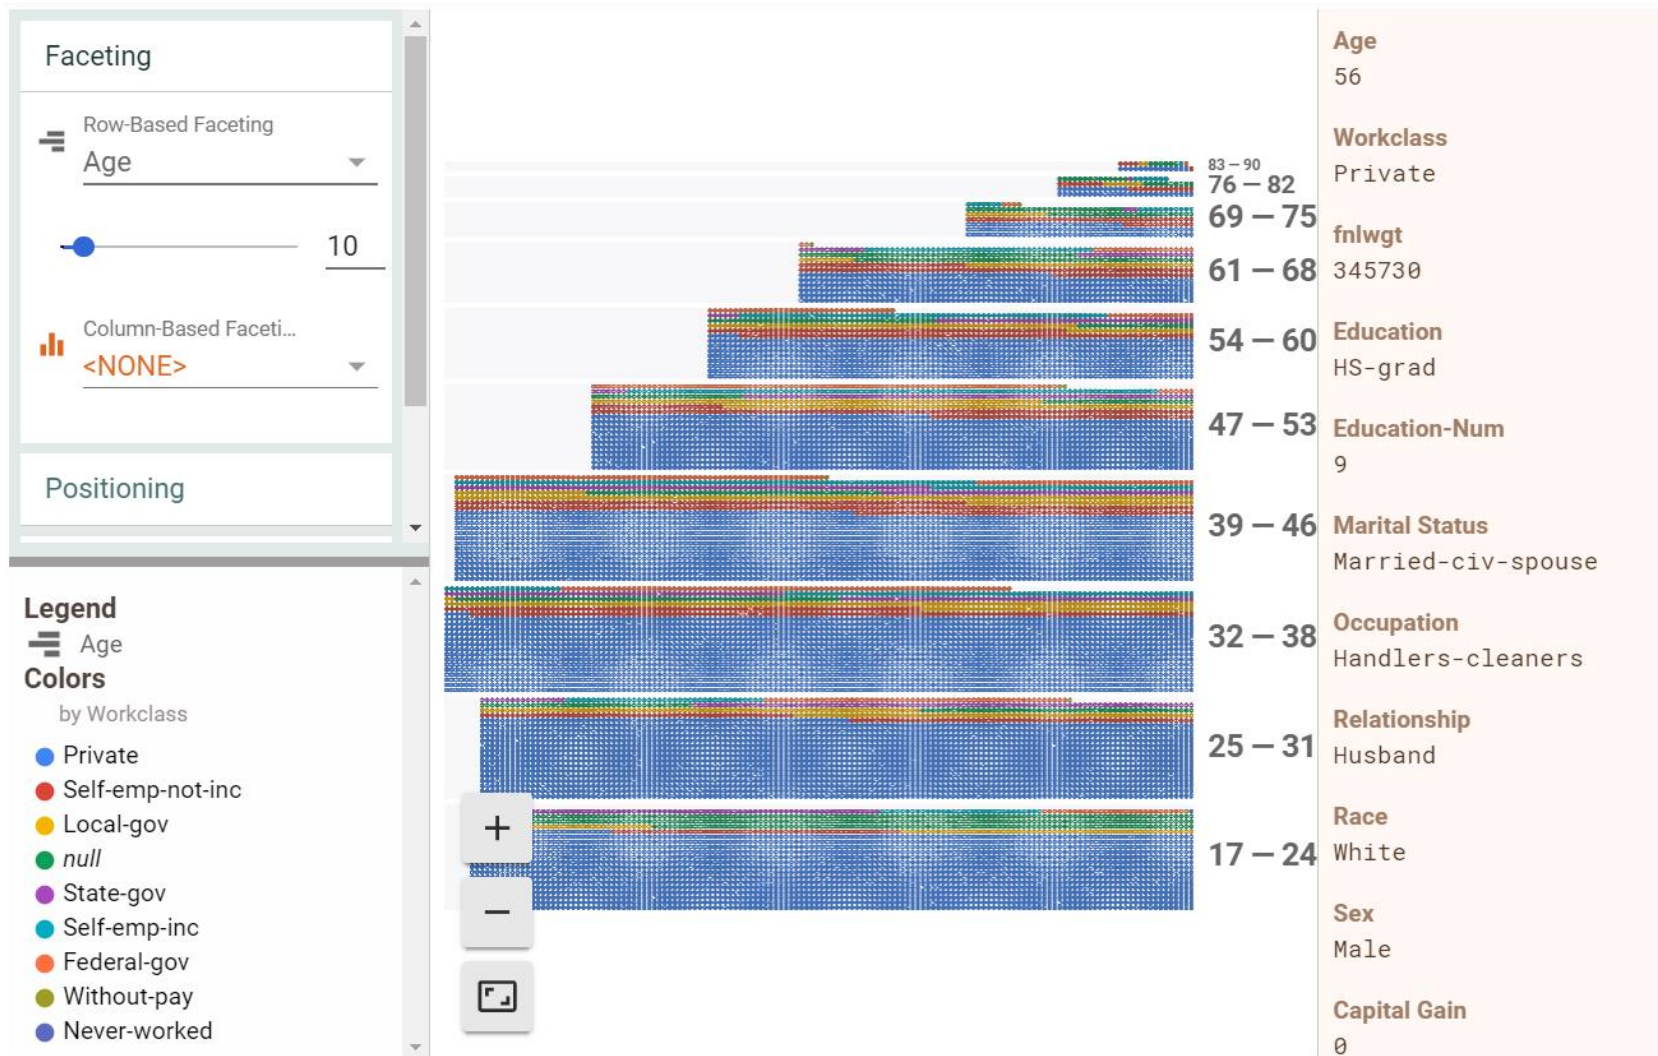 Faceting
Row-Based Faceting
Age
10
Column-Based Faceti...
<NONE>
Positioning
Legend
Age
Colors
by Workclass
Private
Self-emp-not-inc
Local-gov
null
State-gov
Self-emp-inc
Federal-gov
Without-pay
Never-worked
83 – 90
76 – 82
69 – 75
61 – 68
54 – 60
47 – 53
39 – 46
32 – 38
25 – 31
17 – 24
+
−
Age
56
Workclass
Private
fnlwgt
345730
Education
HS-grad
Education-Num
9
Marital Status
Married-civ-spouse
Occupation
Handlers-cleaners
Relationship
Husband
Race
White
Sex
Male
Capital Gain
0